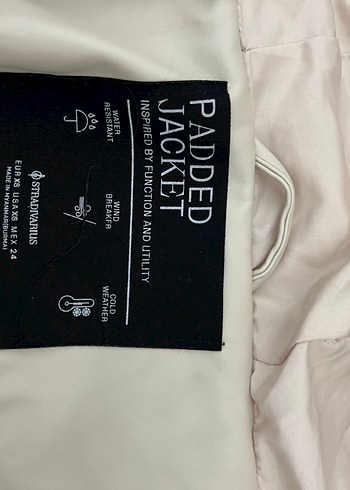 PADDED
JACKET
INSPIRED BY FUNCTION AND UTILITY
WATER
RESISTANT
WIND
BREAKER
COLD
WEATHER
STRADIVARIUS
EUR XS USA XS MEX 24
MADE IN MYANMAR(BURMA)